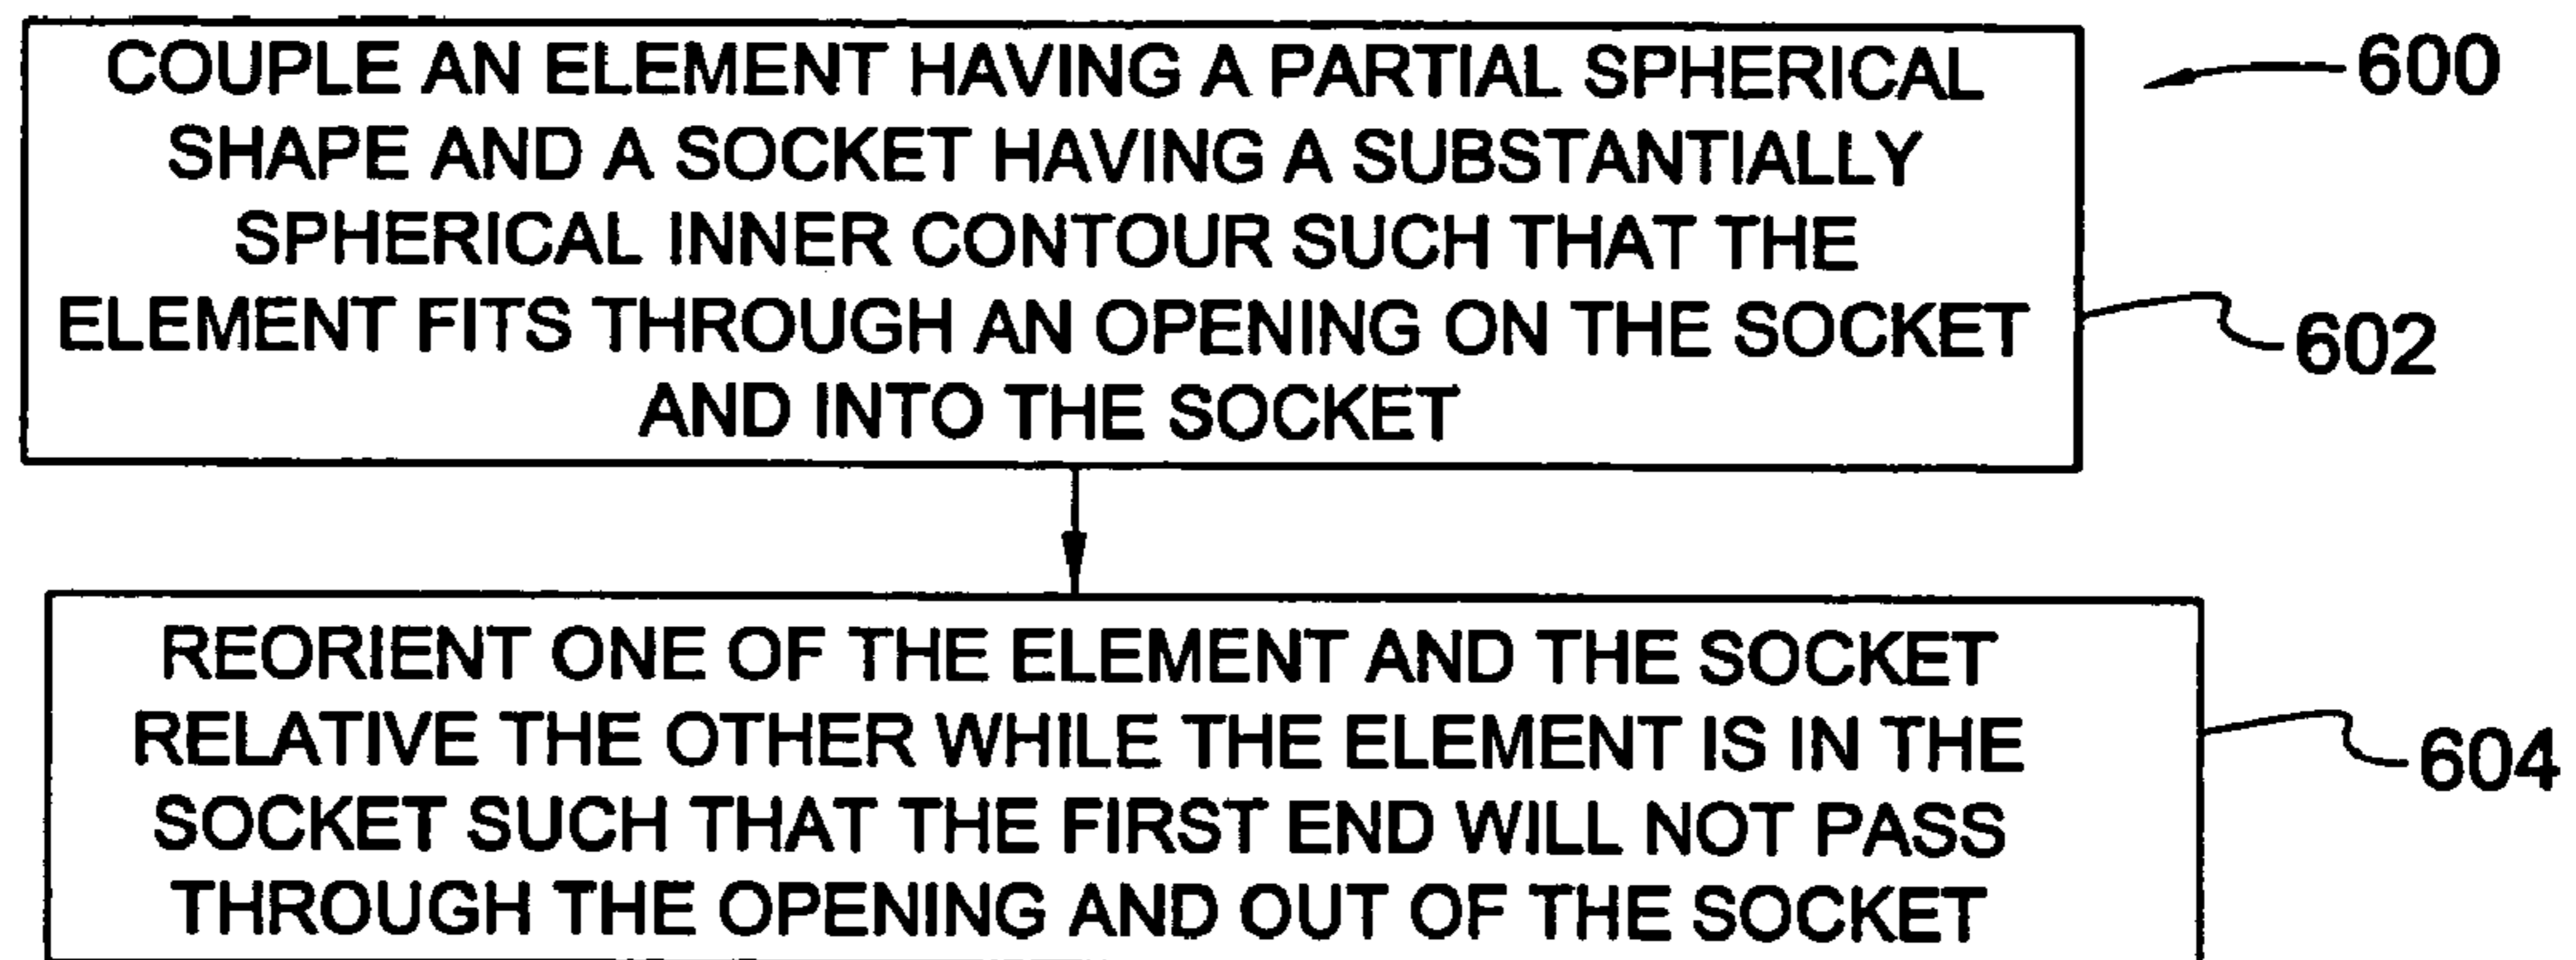 COUPLE AN ELEMENT HAVING A PARTIAL SPHERICAL
SHAPE AND A SOCKET HAVING A SUBSTANTIALLY
SPHERICAL INNER CONTOUR SUCH THAT THE
ELEMENT FITS THROUGH AN OPENING ON THE SOCKET
AND INTO THE SOCKET
600
602
REORIENT ONE OF THE ELEMENT AND THE SOCKET
RELATIVE THE OTHER WHILE THE ELEMENT IS IN THE
SOCKET SUCH THAT THE FIRST END WILL NOT PASS
THROUGH THE OPENING AND OUT OF THE SOCKET
604